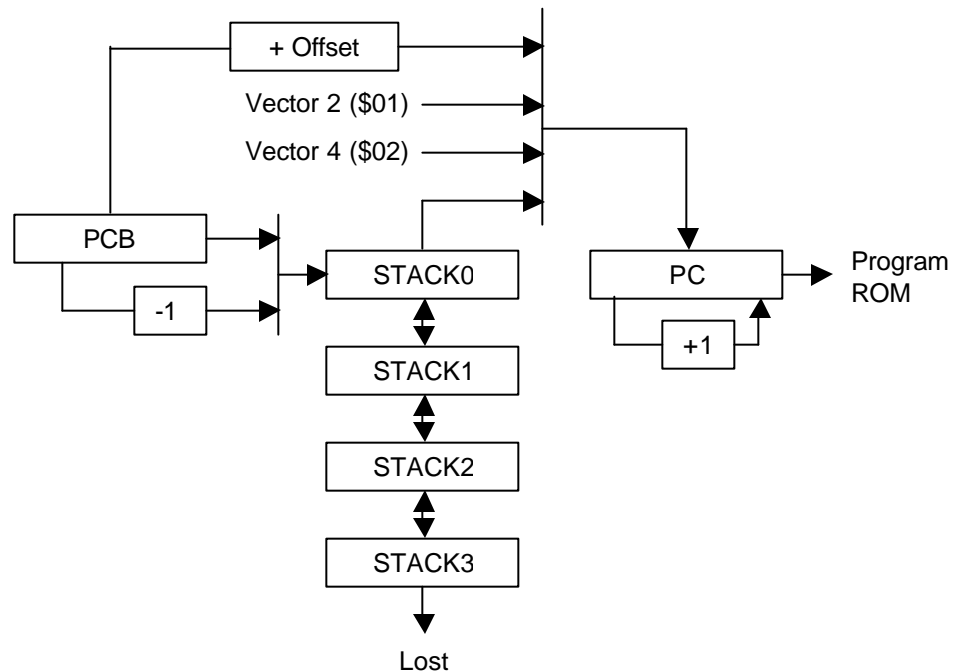 + Offset
Vector 2 ($01)
Vector 4 ($02)
PCB
-1
STACK0
PC
Program
ROM
+1
STACK1
STACK2
STACK3
Lost